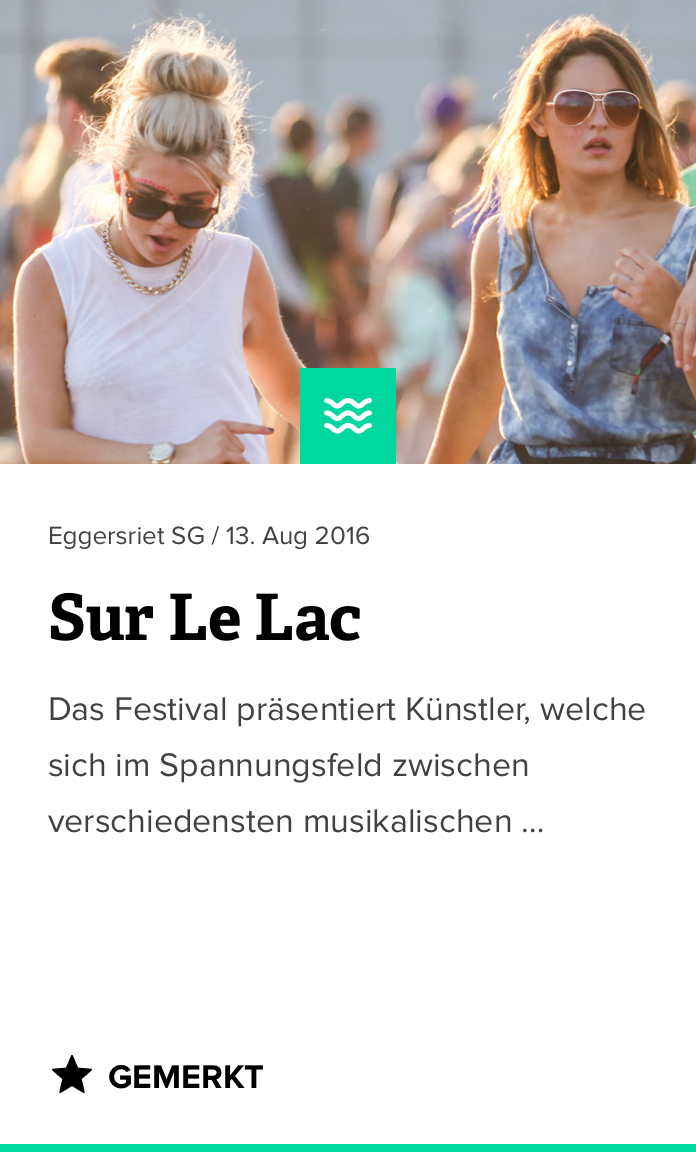 Eggersriet SG / 13. Aug 2016
Sur Le Lac
Das Festival präsentiert Künstler, welche
sich im Spannungsfeld zwischen
verschiedensten musikalischen ...
GEMERKT